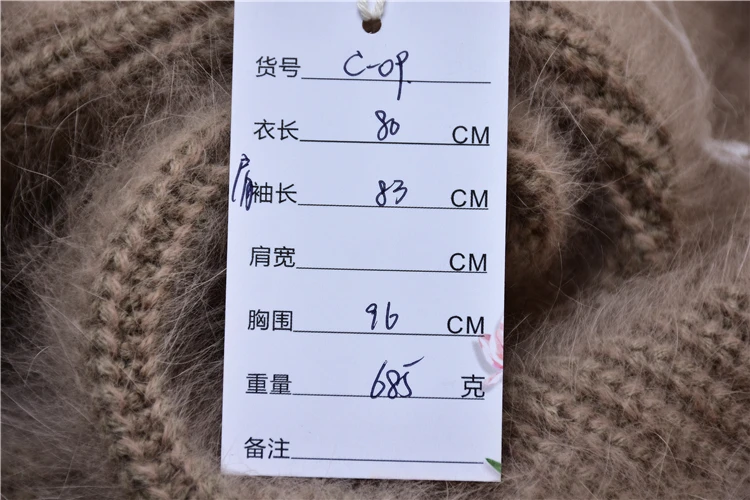 货号 C-09
衣长 80 CM
肩袖长 83 CM
肩宽 CM
胸围 96 CM
重量 685 克
备注